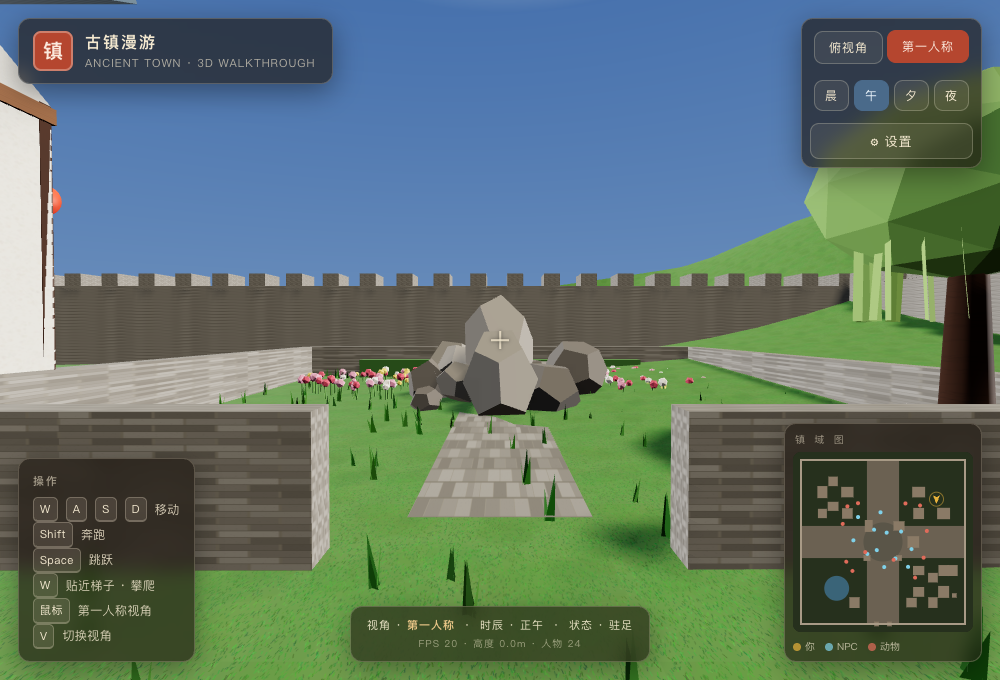 镇
古镇漫游
ANCIENT TOWN · 3D WALKTHROUGH
俯视角 第一人称
晨 午 夕 夜
⚙ 设置
操作
W A S D 移动
Shift 奔跑
Space 跳跃
W 贴近梯子 · 攀爬
鼠标 第一人称视角
V 切换视角
视角 · 第一人称 · 时辰 · 正午 · 状态 · 驻足
FPS 20 · 高度 0.0m · 人物 24
镇 域 图
你 NPC 动物